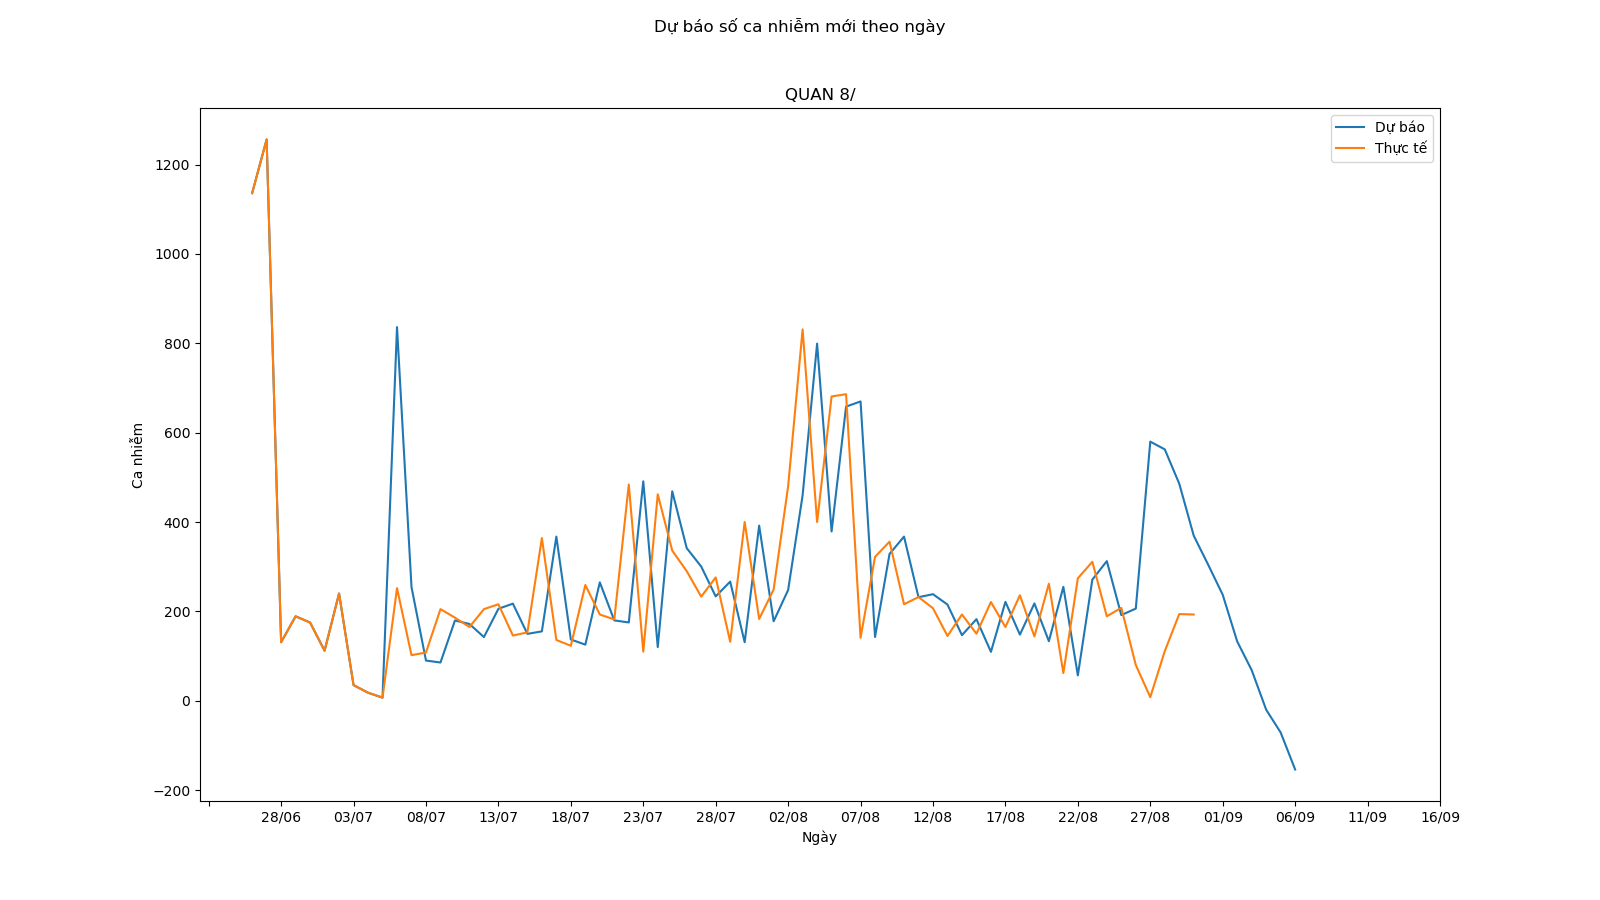 Dự báo số ca nhiễm mới theo ngày
QUAN 8/
Dự báo
Thực tế
1200
1000
800
600
400
200
0
−200
Ca nhiễm
28/06 03/07 08/07 13/07 18/07 23/07 28/07 02/08 07/08 12/08 17/08 22/08 27/08 01/09 06/09 11/09 16/09
Ngày